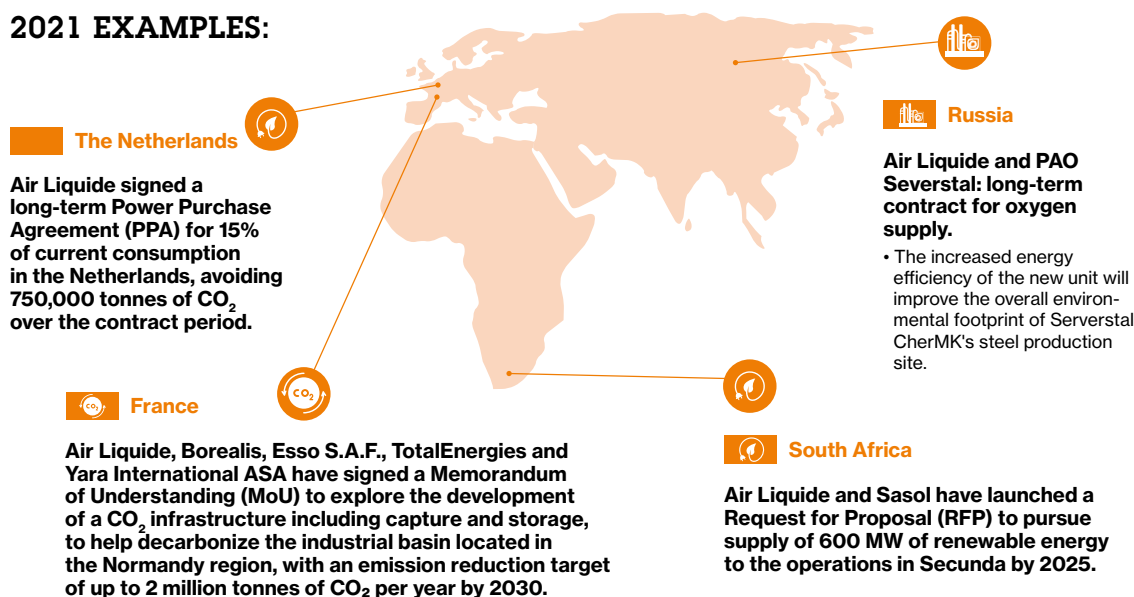 2021 EXAMPLES:
The Netherlands
Air Liquide signed a
long-term Power Purchase
Agreement (PPA) for 15%
of current consumption
in the Netherlands, avoiding
750,000 tonnes of CO₂
over the contract period.
CO₂
CO₂
France
Air Liquide, Borealis, Esso S.A.F., TotalEnergies and
Yara International ASA have signed a Memorandum
of Understanding (MoU) to explore the development
of a CO₂ infrastructure including capture and storage,
to help decarbonize the industrial basin located in
the Normandy region, with an emission reduction target
of up to 2 million tonnes of CO₂ per year by 2030.
Russia
Air Liquide and PAO
Severstal: long-term
contract for oxygen
supply.
• The increased energy
efficiency of the new unit will
improve the overall environ-
mental footprint of Serverstal
CherMK's steel production
site.
South Africa
Air Liquide and Sasol have launched a
Request for Proposal (RFP) to pursue
supply of 600 MW of renewable energy
to the operations in Secunda by 2025.